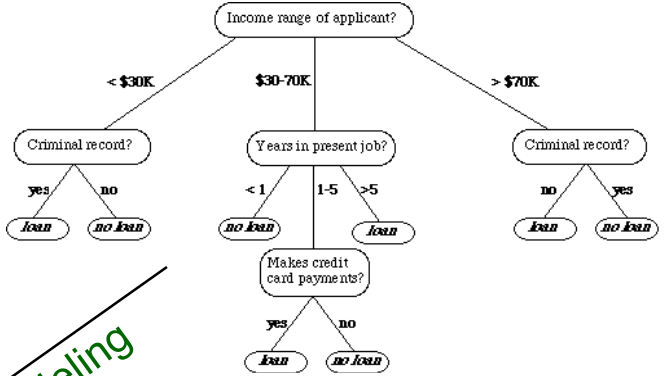 Income range of applicant?
< $30K
$30-70K
> $70K
Criminal record?
Years in present job?
Criminal record?
yes
no
< 1
1-5
>5
no
yes
loan
no loan
no loan
loan
loan
no loan
Makes credit
card payments?
yes
no
loan
no loan